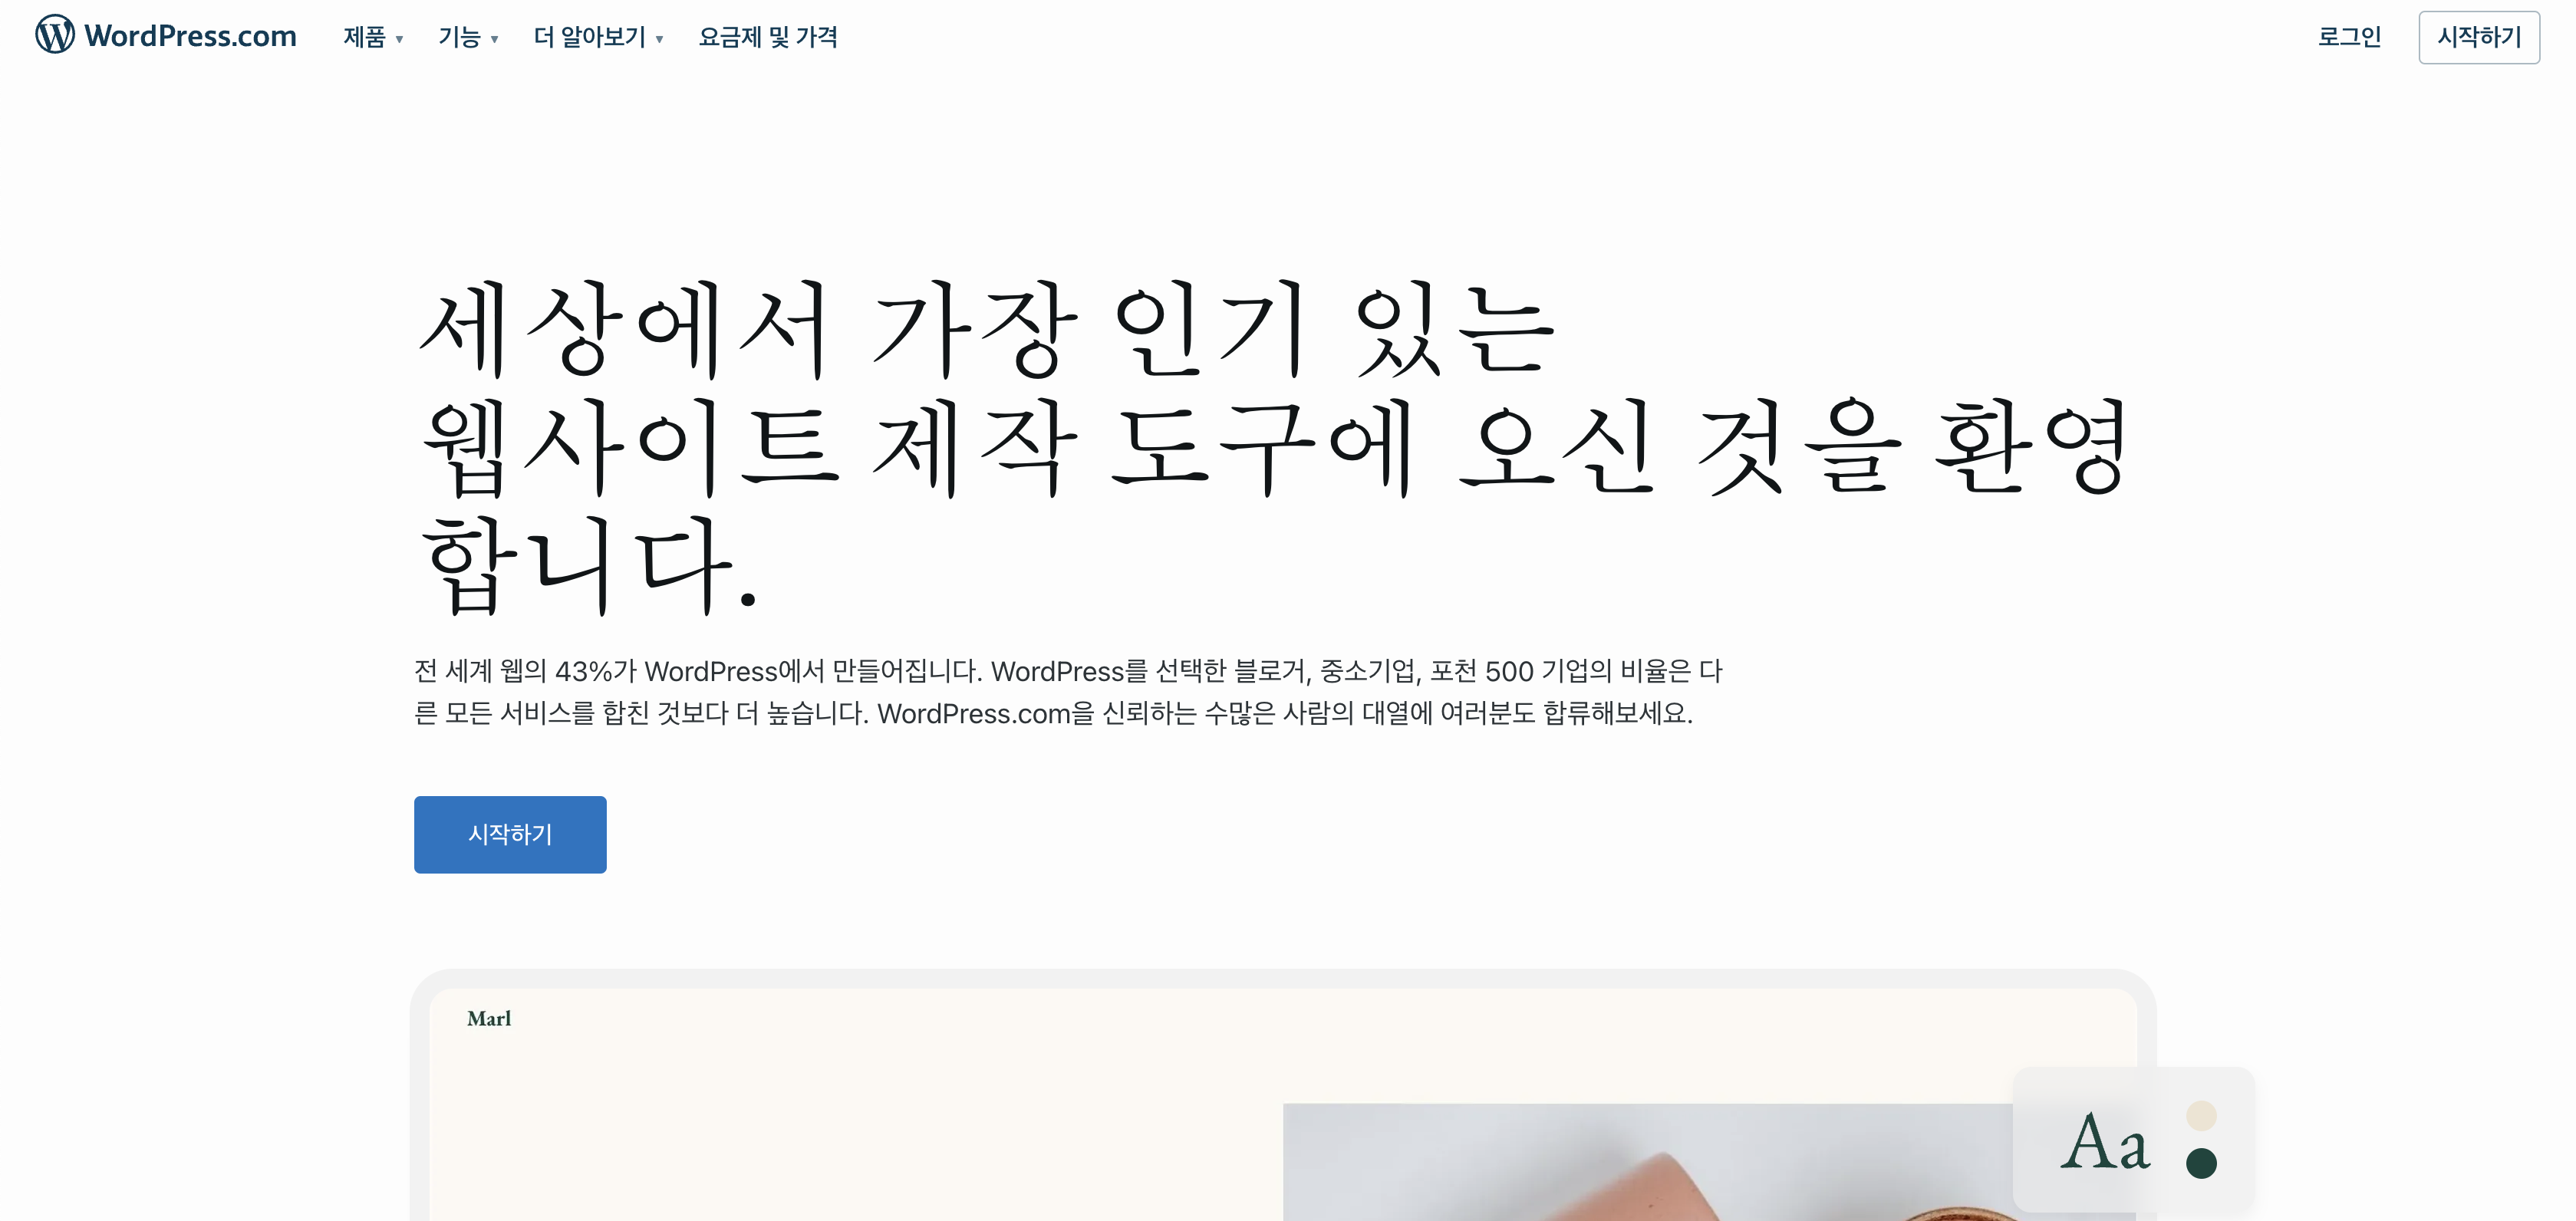 WordPress.com 제품 ▾ 기능 ▾ 더 알아보기 ▾ 요금제 및 가격 로그인 시작하기
세상에서 가장 인기 있는
웹사이트 제작 도구에 오신 것을 환영
합니다.
전 세계 웹의 43%가 WordPress에서 만들어집니다. WordPress를 선택한 블로거, 중소기업, 포천 500 기업의 비율은 다
른 모든 서비스를 합친 것보다 더 높습니다. WordPress.com을 신뢰하는 수많은 사람의 대열에 여러분도 합류해보세요.
시작하기
Marl
Aa